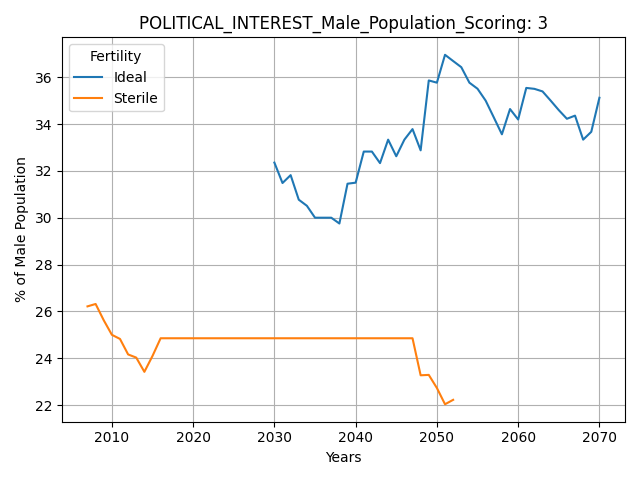 POLITICAL_INTEREST_Male_Population_Scoring: 3
Fertility
Ideal
Sterile
% of Male Population
36
34
32
30
28
26
24
22
2010 2020 2030 2040 2050 2060 2070
Years